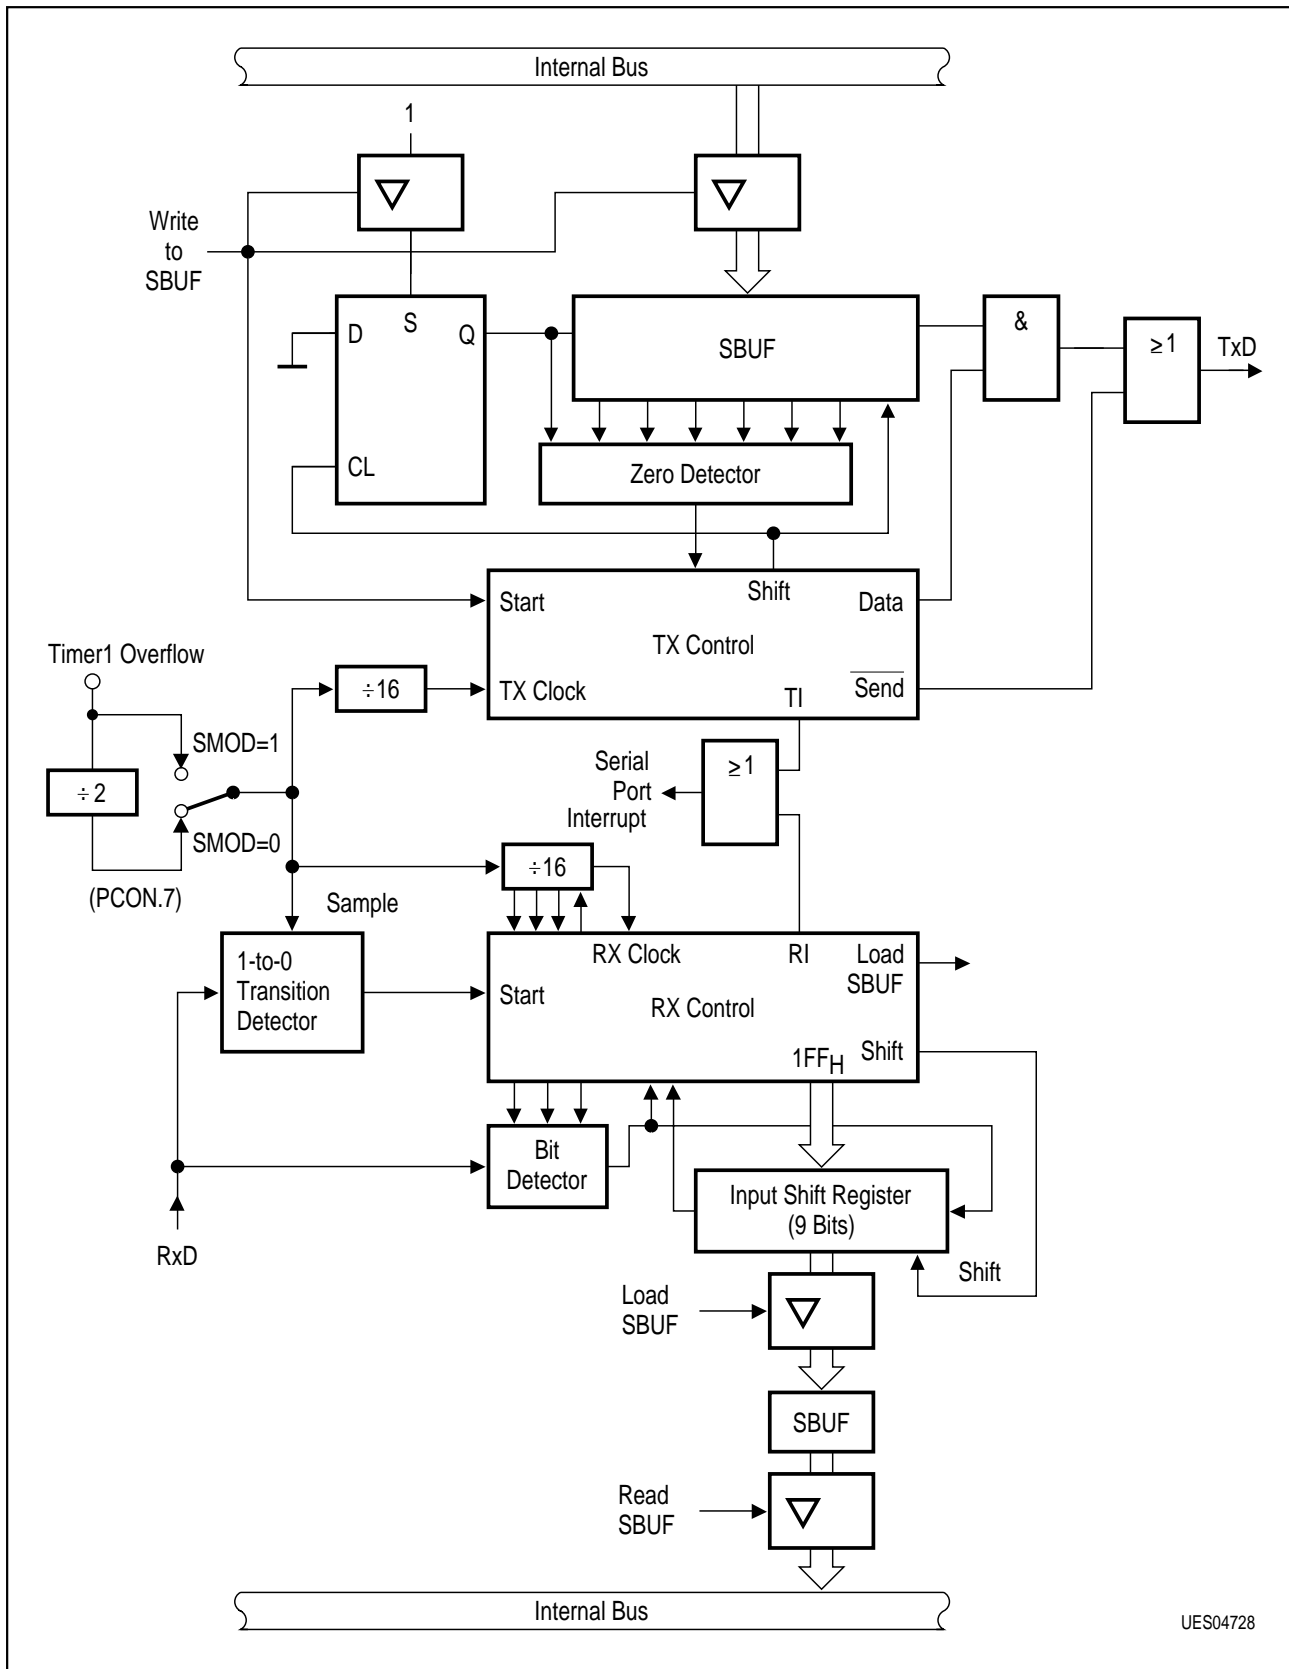 Internal Bus
1
Write
to
SBUF
D
S
Q
CL
SBUF
&
≥1
TxD
Zero Detector
Start
Shift
Data
TX Control
TX Clock
TI
Send
Timer1 Overflow
÷16
SMOD=1
÷2
SMOD=0
(PCON.7)
Serial
Port
Interrupt
≥1
÷16
Sample
1-to-0
Transition
Detector
RX Clock
RI
Load
SBUF
Start
RX Control
1FFH
Shift
Bit
Detector
Input Shift Register
(9 Bits)
RxD
Shift
Load
SBUF
SBUF
Read
SBUF
Internal Bus
UES04728